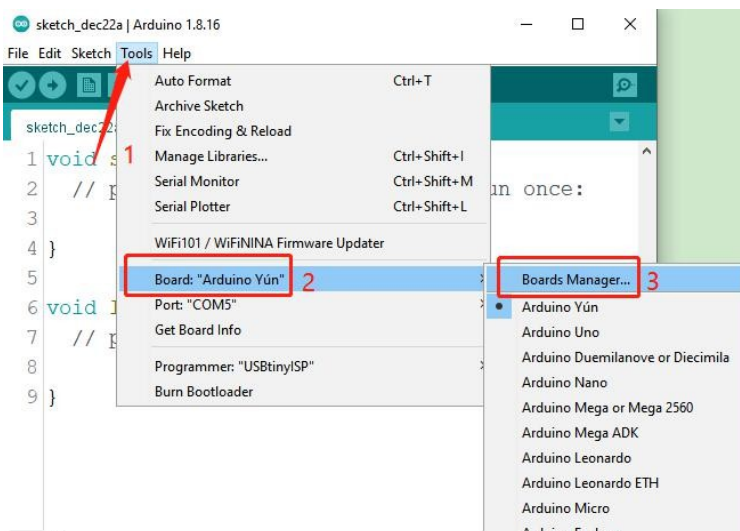 sketch_dec22a | Arduino 1.8.16
File Edit Sketch Tools Help
sketch_dec22a
Auto Format Ctrl+T
Archive Sketch
Fix Encoding & Reload
1
Manage Libraries... Ctrl+Shift+I
Serial Monitor Ctrl+Shift+M
Serial Plotter Ctrl+Shift+L
WiFi101 / WiFiNINA Firmware Updater
Board: "Arduino Yún" 2
Port: "COM5"
Get Board Info
Programmer: "USBtinyISP"
Burn Bootloader
1 void s
2 // p un once:
3
4 }
5
6 void l
7 // p
8
9 }
Boards Manager... 3
Arduino Yún
Arduino Uno
Arduino Duemilanove or Diecimila
Arduino Nano
Arduino Mega or Mega 2560
Arduino Mega ADK
Arduino Leonardo
Arduino Leonardo ETH
Arduino Micro